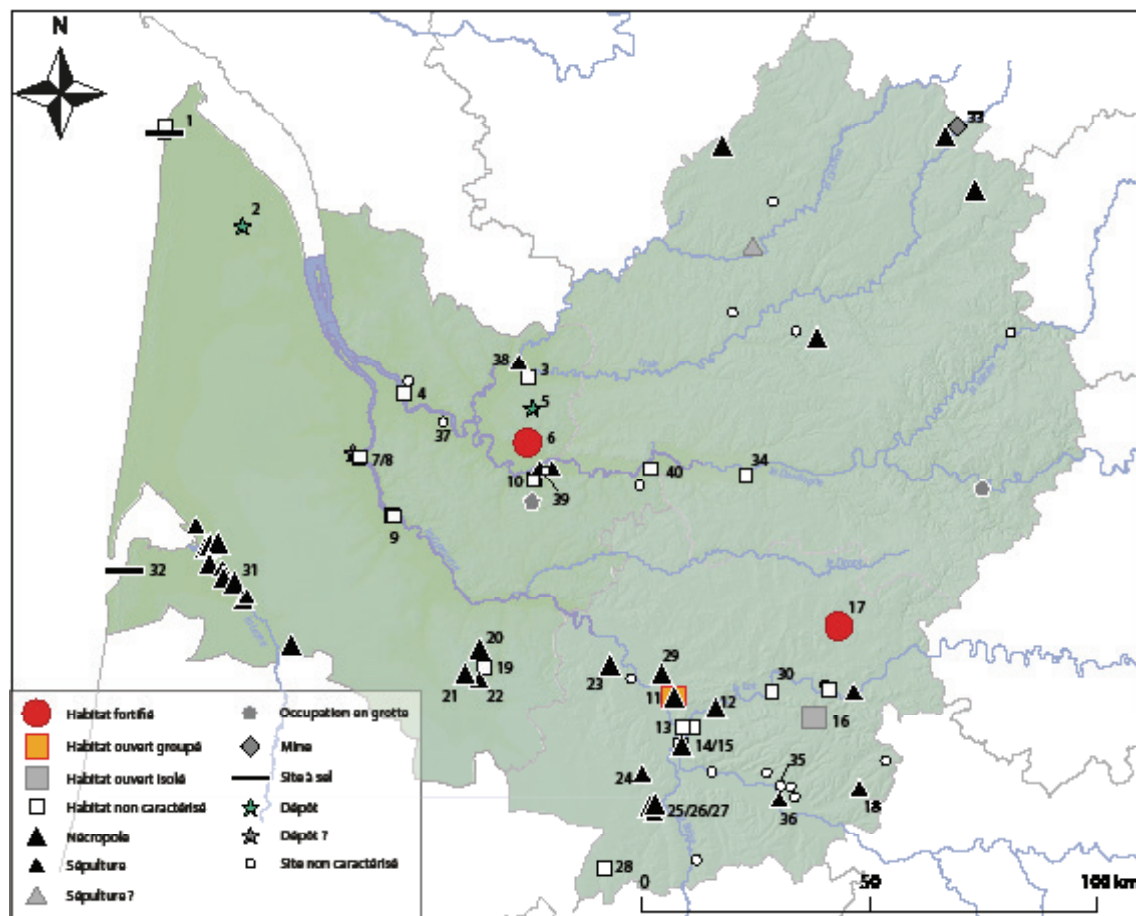 N
1
2
33
38
3
4
5
37
6
7/8
10
39
40
34
9
32
31
17
20
19
21
22
23
29
11
12
30
13
16
14/15
24
35
25/26/27
36
18
28
0
50
100 km
la Dordogne
Habitat fortifié
Habitat ouvert groupé
Habitat ouvert isolé
Habitat non caractérisé
Nécropole
Sépulture
Sépulture ?
Occupation en grotte
Mine
Site à sel
Dépôt
Dépôt ?
Site non caractérisé